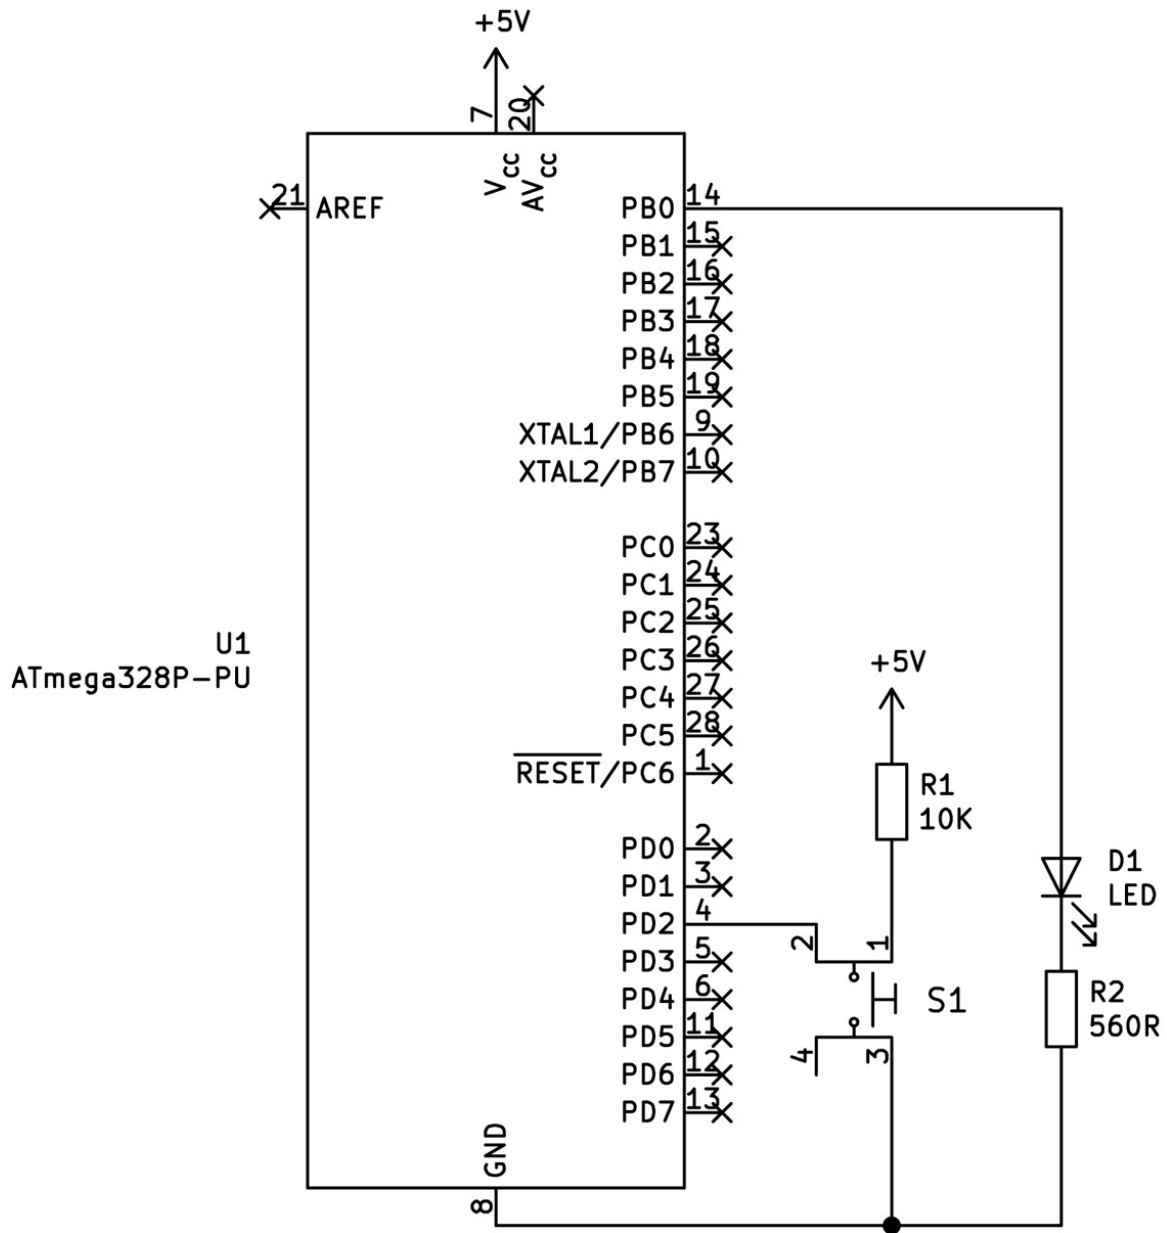 +5V
7
20
VCC
AVCC
21
AREF
PB0 14
PB1 15
PB2 16
PB3 17
PB4 18
PB5 19
XTAL1/PB6 9
XTAL2/PB7 10
PC0 23
PC1 24
PC2 25
PC3 26
PC4 27
PC5 28
RESET/PC6 1
U1
ATmega328P-PU
+5V
R1
10K
PD0 2
PD1 3
PD2 4
PD3 5
PD4 6
PD5 11
PD6 12
PD7 13
2
1
S1
4
3
D1
LED
R2
560R
GND
8